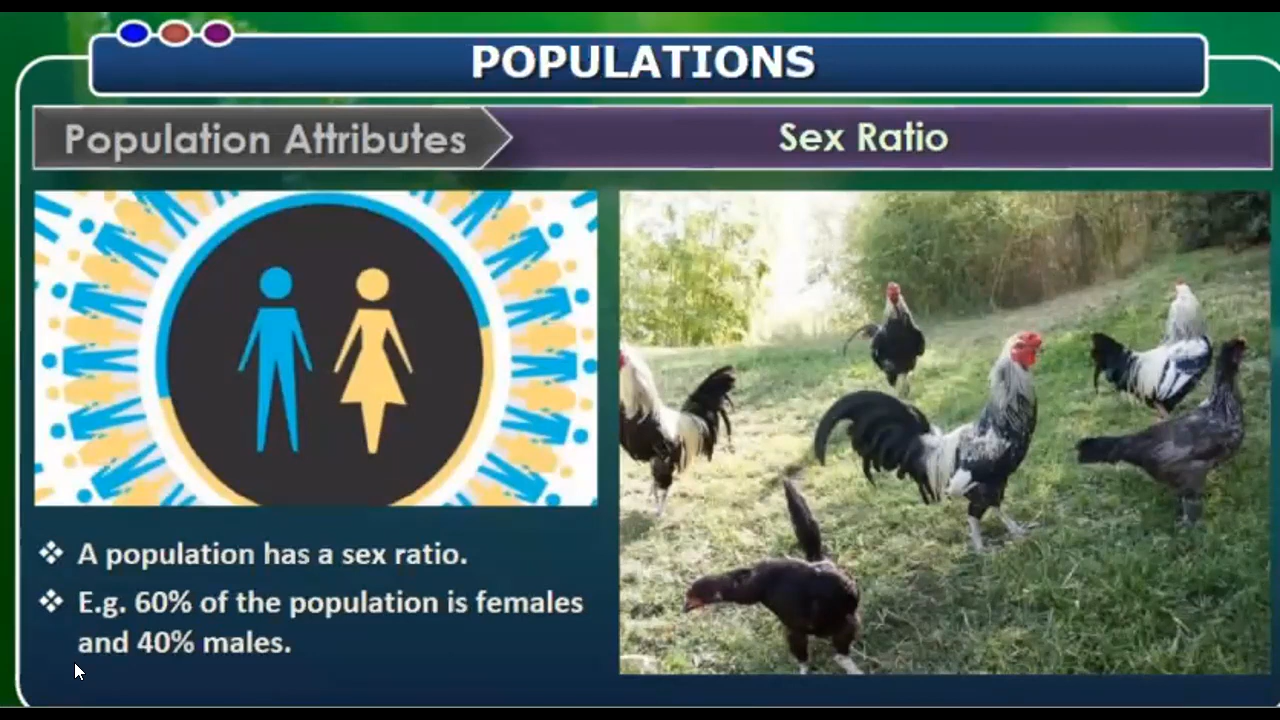 POPULATIONS
Population Attributes
Sex Ratio
❖ A population has a sex ratio.
❖ E.g. 60% of the population is females
and 40% males.